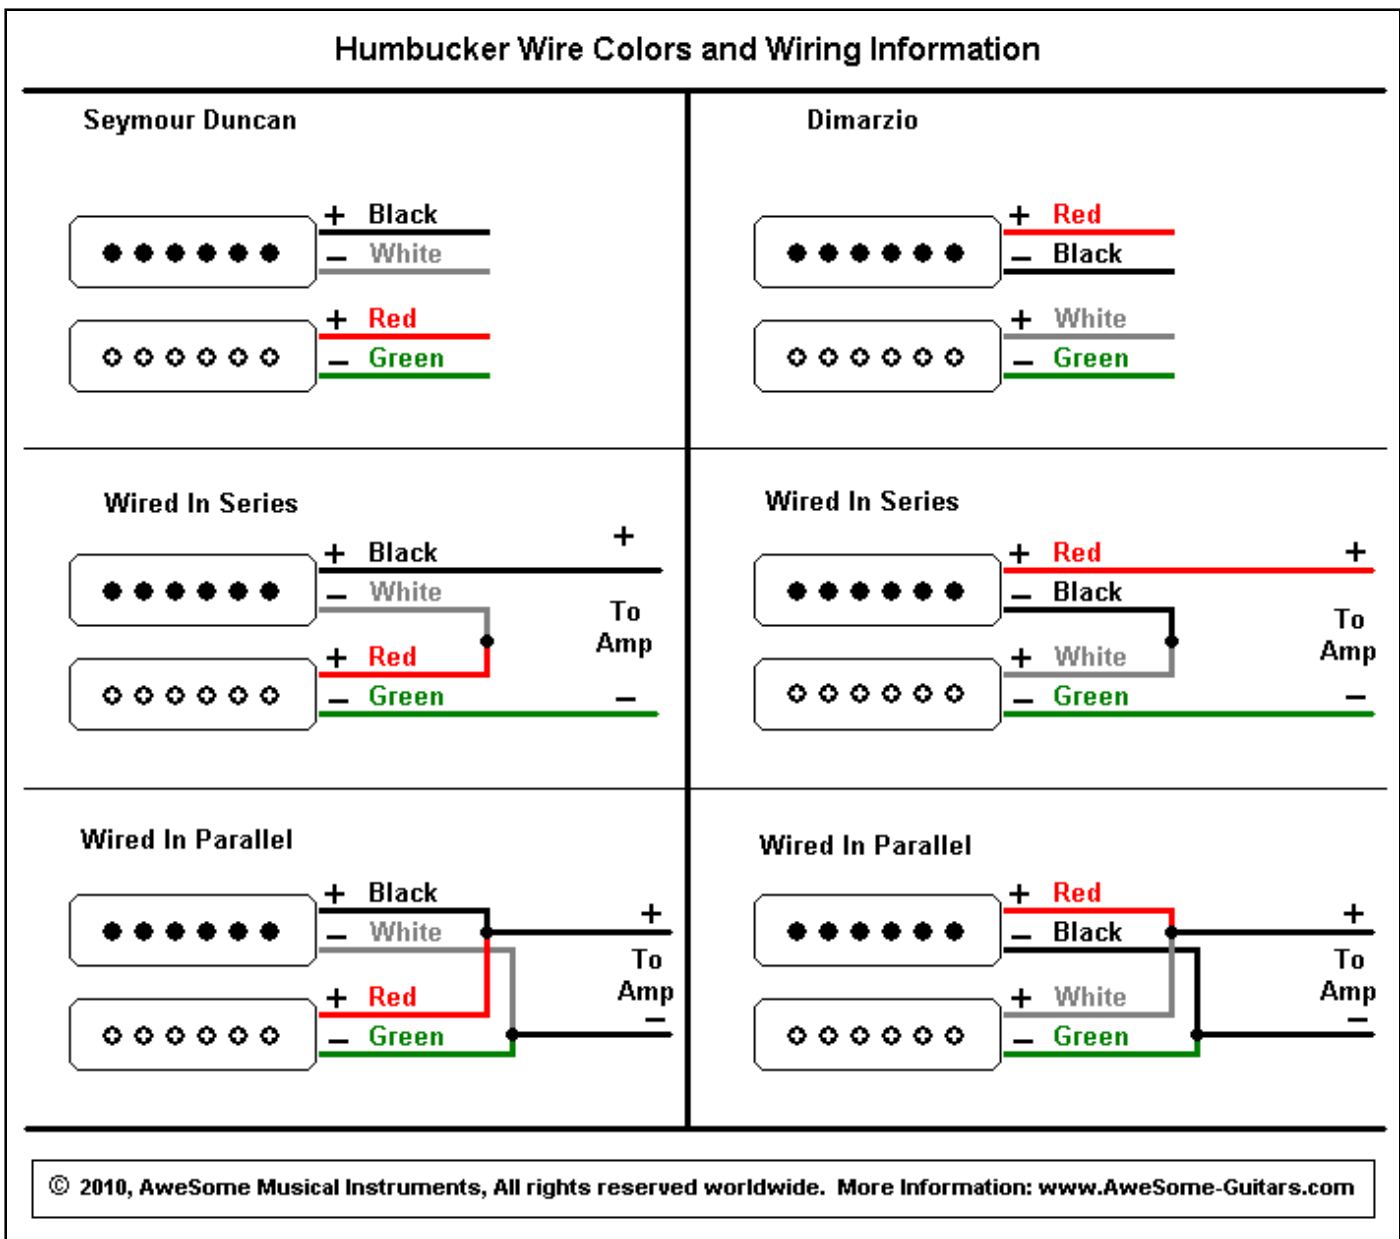 Humbucker Wire Colors and Wiring Information
Seymour Duncan
+ Black
− White
+ Red
− Green
Dimarzio
+ Red
− Black
+ White
− Green
Wired In Series
+ Black
− White
+ Red
− Green
+
To
Amp
−
Wired In Series
+ Red
− Black
+ White
− Green
+
To
Amp
−
Wired In Parallel
+ Black
− White
+ Red
− Green
+
To
Amp
−
Wired In Parallel
+ Red
− Black
+ White
− Green
+
To
Amp
−
© 2010, AweSome Musical Instruments, All rights reserved worldwide. More Information: www.AweSome-Guitars.com